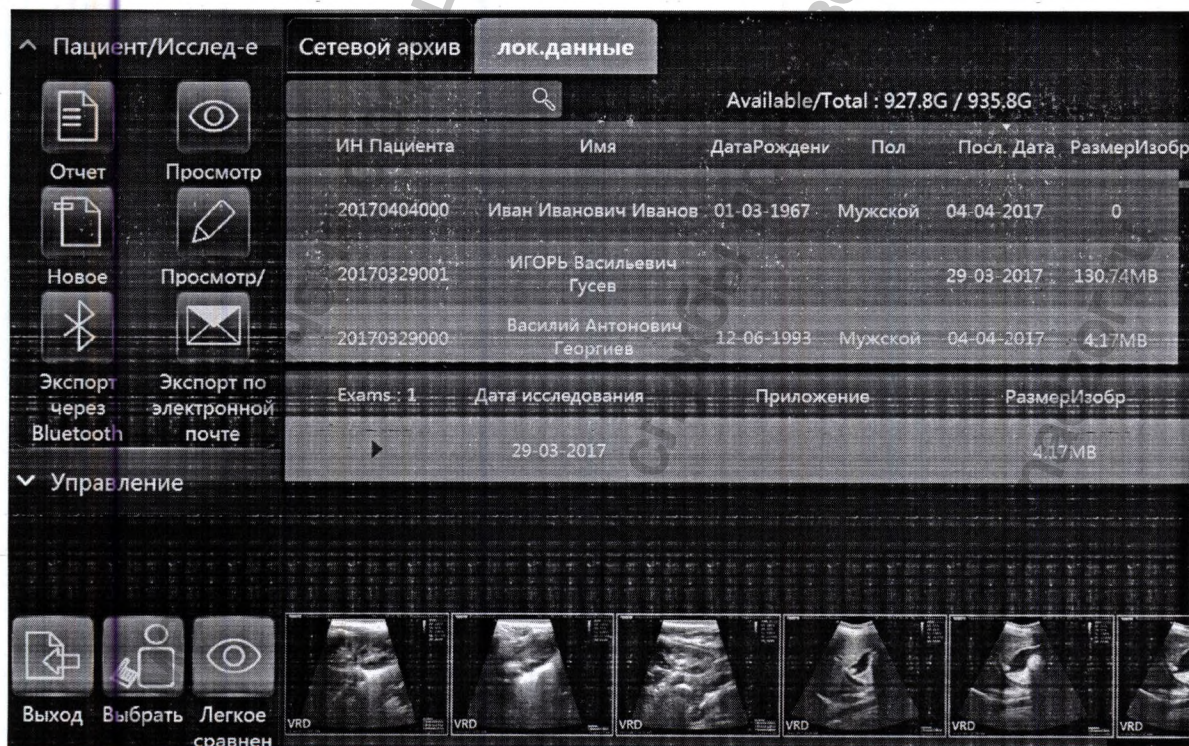 Пациент/Исслед-е
Сетевой архив
лок.данные
Available/Total : 927.8G / 935.8G
Отчет
Просмотр
Новое
Просмотр/
Экспорт через Bluetooth
Экспорт по электронной почте
Управление
ИН Пациента Имя ДатаРождени Пол Посл. Дата РазмерИзобр
20170404000 Иван Иванович Иванов 01-03-1967 Мужской 04-04-2017 0
20170329001 ИГОРЬ Васильевич Гусев 29-03-2017 130.74MB
20170329000 Василий Антонович Георгиев 12-06-1993 Мужской 04-04-2017 4.17MB
Exams : 1 Дата исследования Приложение РазмерИзобр
29-03-2017 4.17MB
Выход
Выбрать
Легкое сравнен
VRD
VRD
VRD
VRD
VRD
VRD